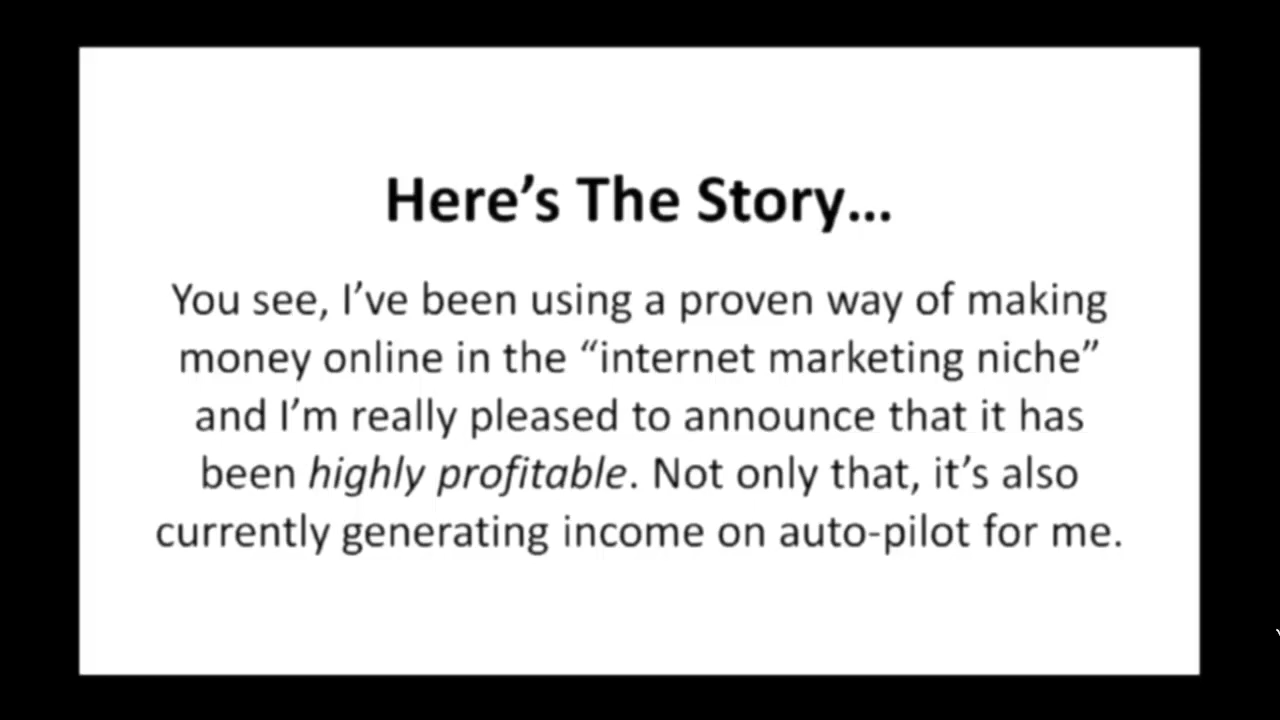 Here’s The Story...
You see, I’ve been using a proven way of making
money online in the “internet marketing niche”
and I’m really pleased to announce that it has
been highly profitable. Not only that, it’s also
currently generating income on auto-pilot for me.